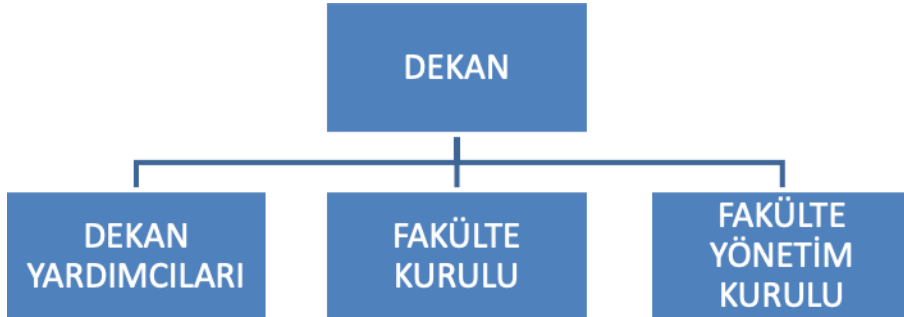 DEKAN
DEKAN
YARDIMCILARI
FAKÜLTE
KURULU
FAKÜLTE
YÖNETİM
KURULU